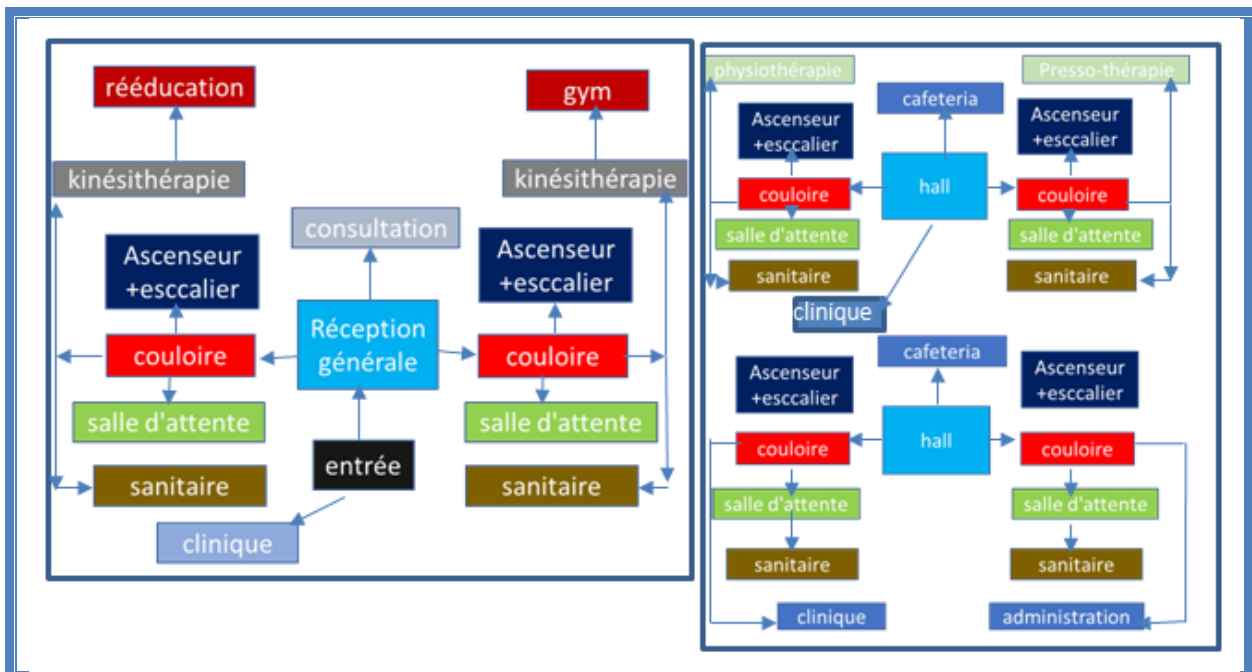 rééducation
gym
kinésithérapie
kinésithérapie
consultation
Ascenseur
+esccalier
Ascenseur
+esccalier
Réception
générale
couloire
couloire
salle d'attente
salle d'attente
entrée
sanitaire
sanitaire
clinique
physiothérapie
Presso-thérapie
cafeteria
Ascenseur
+esccalier
Ascenseur
+esccalier
hall
couloire
couloire
salle d'attente
salle d'attente
sanitaire
sanitaire
clinique
cafeteria
Ascenseur
+esccalier
Ascenseur
+esccalier
hall
couloire
couloire
salle d'attente
salle d'attente
sanitaire
sanitaire
clinique
administration